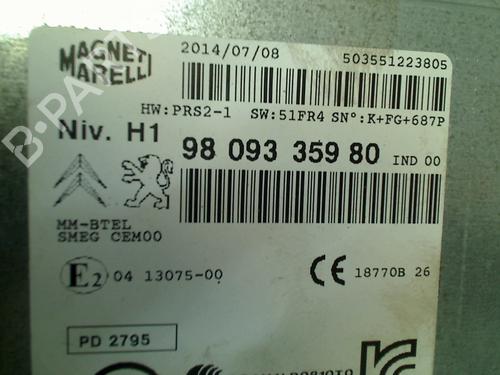 MAGNETI MARELLI
2014/07/08
503551223805
HW:PRS2-1 SW:51FR4 SN°:K+FG+687P
Niv. H1
98 093 359 80 IND 00
MM-BTEL
SMEG CEM00
E2 04 13075-00
CE 18770B 26
PD 2795
B-PARTS